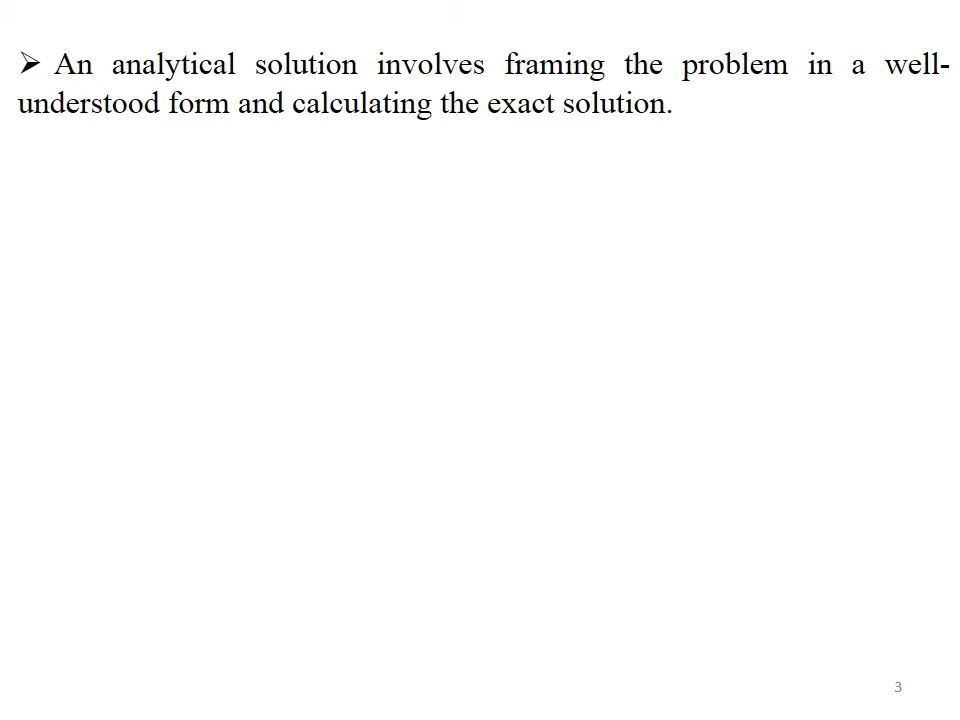 ➢ An analytical solution involves framing the problem in a well-
understood form and calculating the exact solution.
3